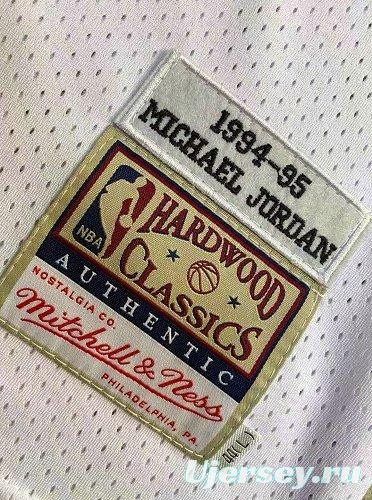 1994-95
MICHAEL JORDAN
NBA
HARDWOOD
CLASSICS
AUTHENTIC
NOSTALGIA CO.
Mitchell & Ness
PHILADELPHIA, PA
Ujersey.ru